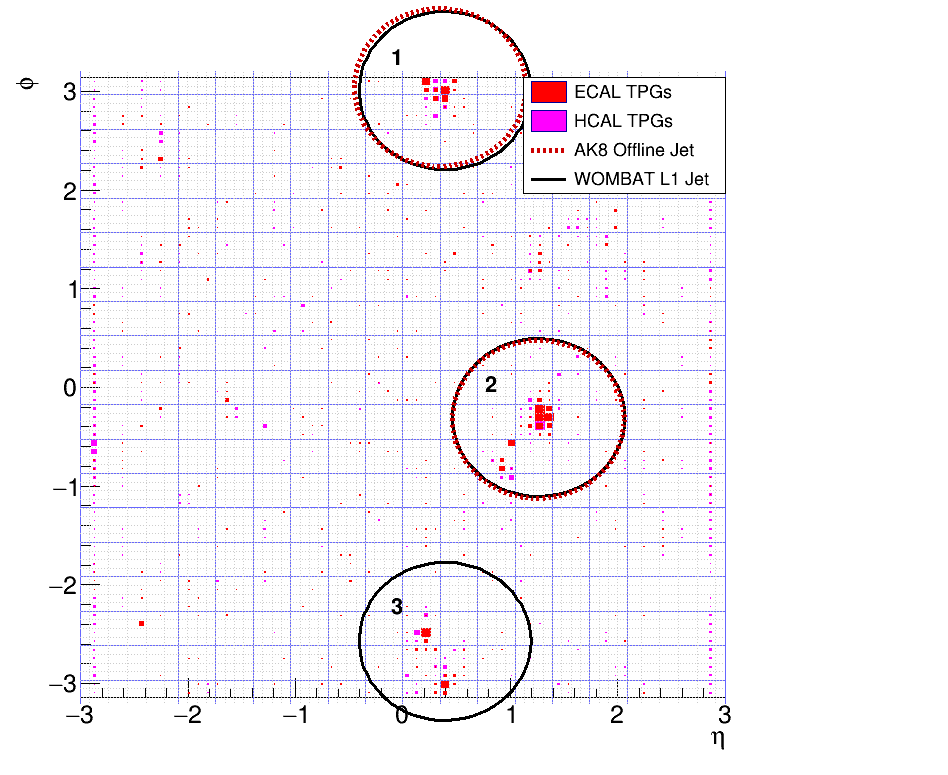 1
ϕ
3
ECAL TPGs
HCAL TPGs
AK8 Offline Jet
WOMBAT L1 Jet
2
1
0
2
−1
−2
3
−3
−3 −2 −1 0 1 2 3
η